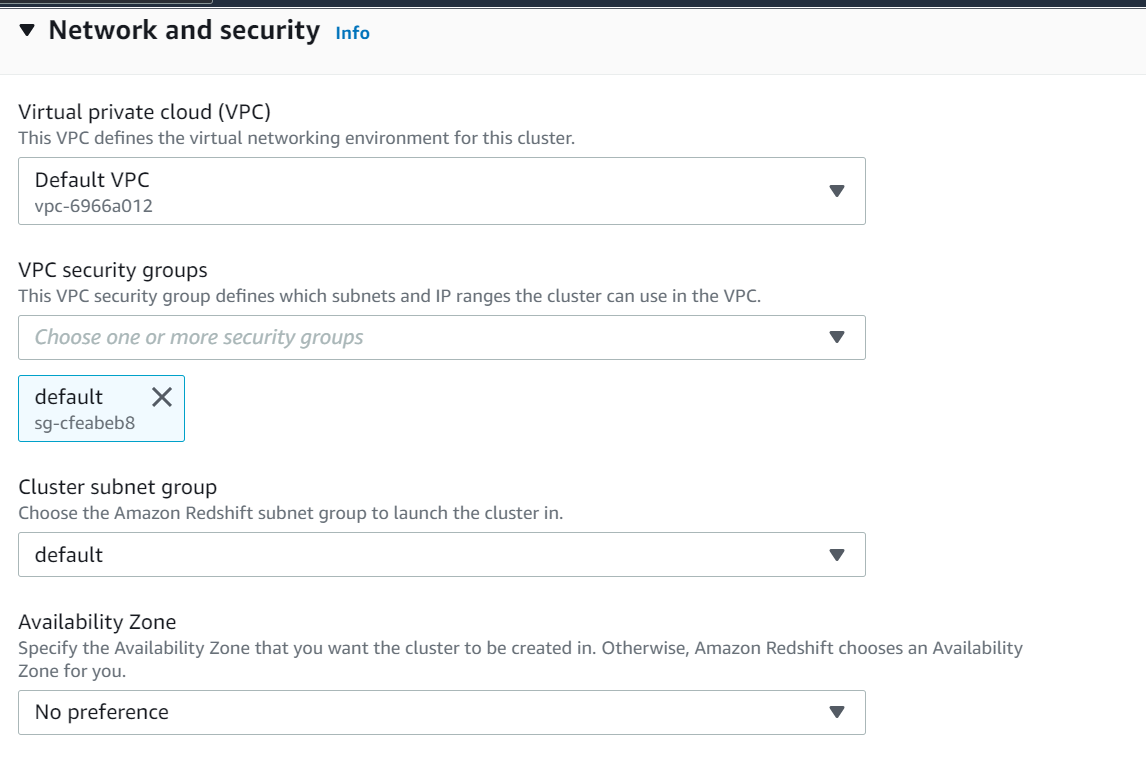 Network and security Info
Virtual private cloud (VPC)
This VPC defines the virtual networking environment for this cluster.
Default VPC
vpc-6966a012
VPC security groups
This VPC security group defines which subnets and IP ranges the cluster can use in the VPC.
Choose one or more security groups
default
sg-cfeabeb8
Cluster subnet group
Choose the Amazon Redshift subnet group to launch the cluster in.
default
Availability Zone
Specify the Availability Zone that you want the cluster to be created in. Otherwise, Amazon Redshift chooses an Availability
Zone for you.
No preference